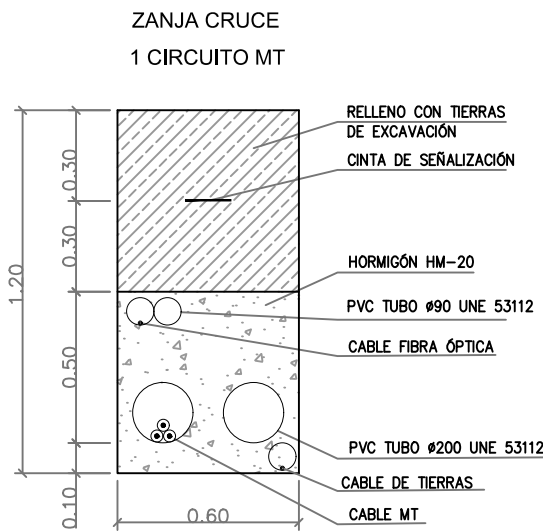 ZANJA CRUCE
1 CIRCUITO MT
RELLENO CON TIERRAS
DE EXCAVACIÓN
CINTA DE SEÑALIZACIÓN
0.30
0.30
1.20
HORMIGÓN HM-20
PVC TUBO ø90 UNE 53112
CABLE FIBRA ÓPTICA
0.50
PVC TUBO ø200 UNE 53112
CABLE DE TIERRAS
0.10
0.60
CABLE MT